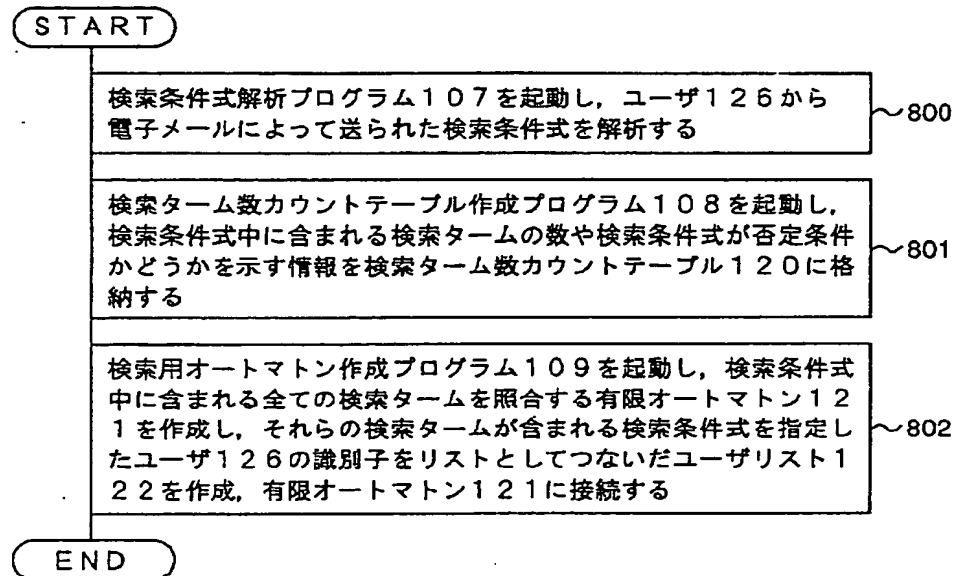 START
検索条件式解析プログラム107を起動し，ユーザ126から
電子メールによって送られた検索条件式を解析する
～800
検索ターム数カウントテーブル作成プログラム108を起動し，
検索条件式中に含まれる検索タームの数や検索条件式が否定条件
かどうかを示す情報を検索ターム数カウントテーブル120に格
納する
～801
検索用オートマトン作成プログラム109を起動し，検索条件式
中に含まれる全ての検索タームを照合する有限オートマトン12
1を作成し，それらの検索タームが含まれる検索条件式を指定し
たユーザ126の識別子をリストとしてつないだユーザリスト1
22を作成，有限オートマトン121に接続する
～802
END